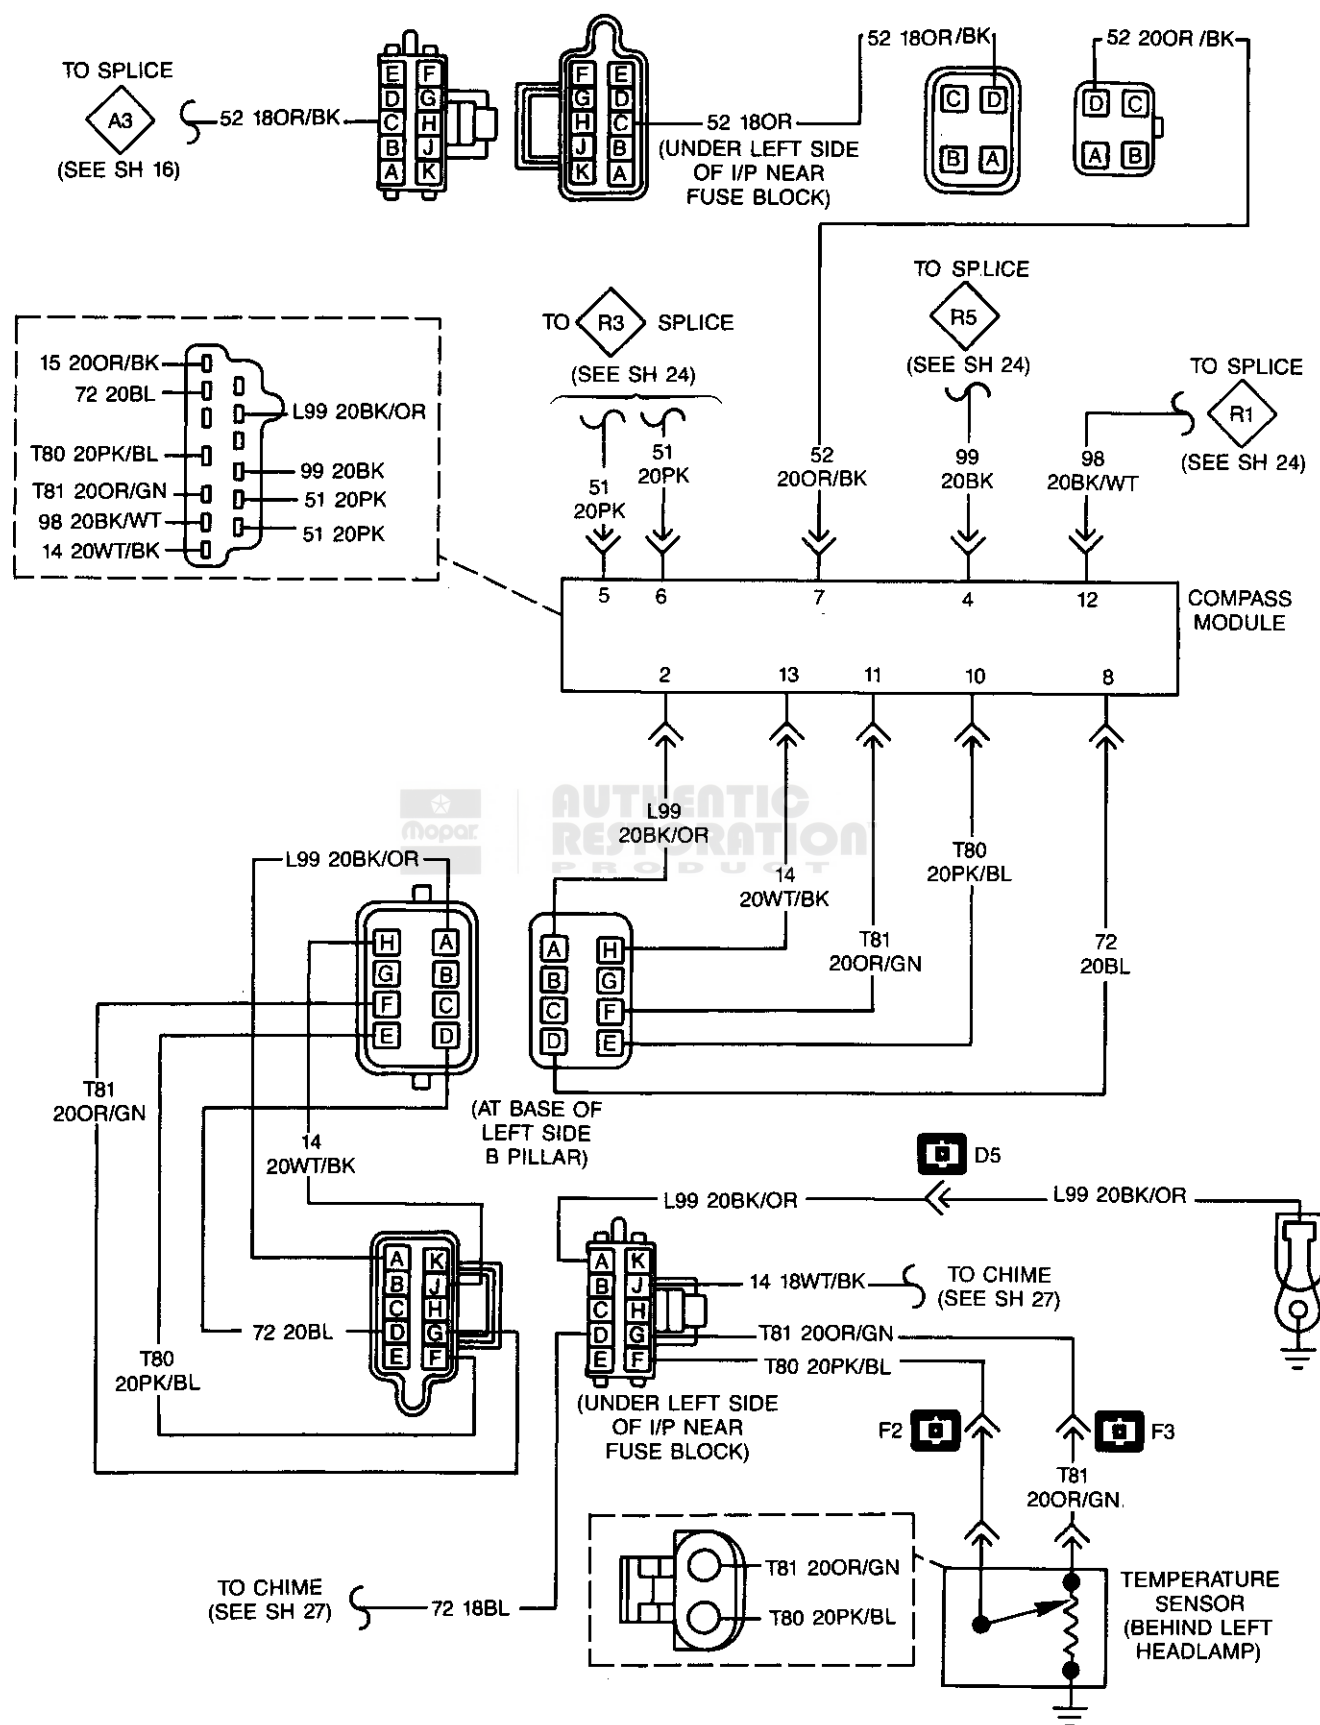 TO SPLICE
A3
(SEE SH 16)
52 18OR/BK
E F
D G
C H
B J
A K
F E
G D
H C
J B
K A
52 18OR
(UNDER LEFT SIDE
OF I/P NEAR
FUSE BLOCK)
52 18OR/BK
C D
B A
52 20OR/BK
D C
A B
15 20OR/BK
72 20BL
L99 20BK/OR
T80 20PK/BL
99 20BK
T81 20OR/GN
51 20PK
98 20BK/WT
51 20PK
14 20WT/BK
TO R3 SPLICE
(SEE SH 24)
51
20PK
51
20PK
52
20OR/BK
TO SPLICE
R5
(SEE SH 24)
99
20BK
TO SPLICE
R1
(SEE SH 24)
98
20BK/WT
5 6 7 4 12
COMPASS
MODULE
2 13 11 10 8
mopar
AUTHENTIC
RESTORATION
PRODUCT
L99
20BK/OR
14
20WT/BK
T81
20OR/GN
T80
20PK/BL
72
20BL
L99 20BK/OR
H A
G B
F C
E D
A H
B G
C F
D E
(AT BASE OF
LEFT SIDE
B PILLAR)
T81
20OR/GN
14
20WT/BK
T80
20PK/BL
72 20BL
A K
B J
C H
D G
E F
D5
L99 20BK/OR
L99 20BK/OR
A K
B J
C H
D G
E F
14 18WT/BK
TO CHIME
(SEE SH 27)
T81 20OR/GN
T80 20PK/BL
(UNDER LEFT SIDE
OF I/P NEAR
FUSE BLOCK)
F2
F3
T81
20OR/GN.
TO CHIME
(SEE SH 27)
72 18BL
T81 20OR/GN
T80 20PK/BL
TEMPERATURE
SENSOR
(BEHIND LEFT
HEADLAMP)